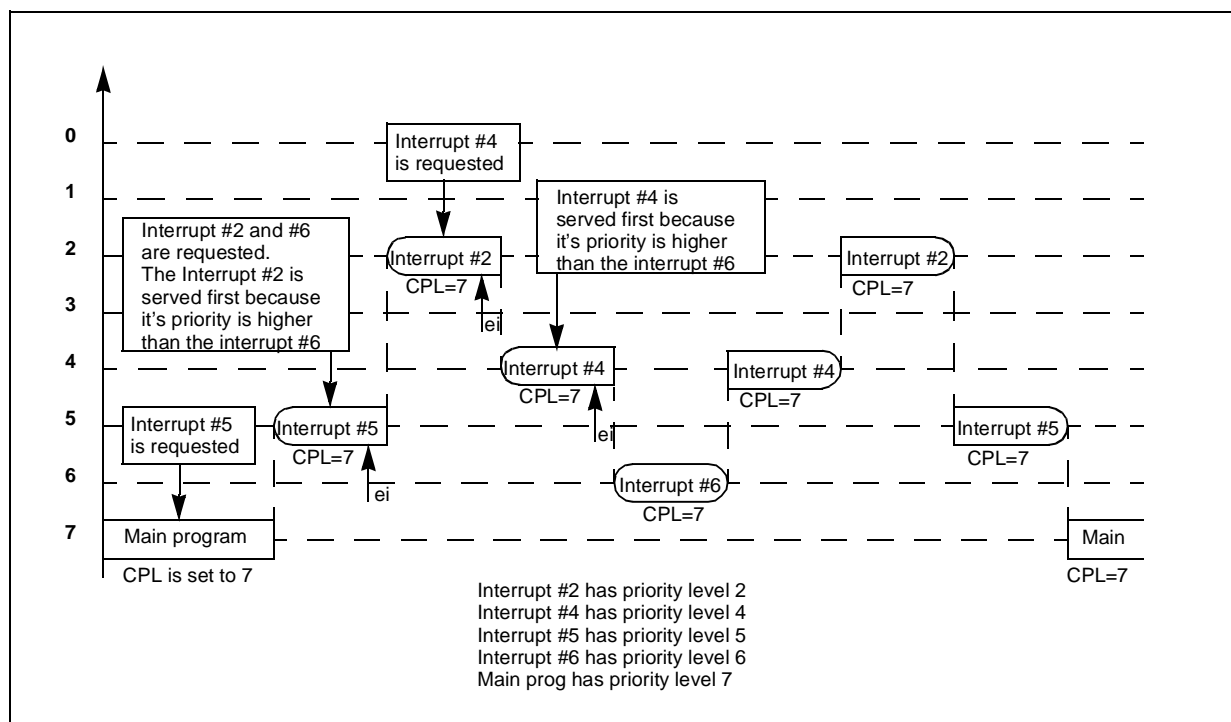 0
Interrupt #4
is requested
1
Interrupt #4 is
served first because
it's priority is higher
than the interrupt #6
Interrupt #2 and #6
are requested.
The Interrupt #2 is
served first because
it's priority is higher
than the interrupt #6
2
Interrupt #2
CPL=7
ei
Interrupt #2
CPL=7
3
4
Interrupt #4
CPL=7
ei
Interrupt #4
CPL=7
5
Interrupt #5
is requested
Interrupt #5
CPL=7
ei
Interrupt #5
CPL=7
6
Interrupt #6
CPL=7
7
Main program
CPL is set to 7
Main
CPL=7
Interrupt #2 has priority level 2
Interrupt #4 has priority level 4
Interrupt #5 has priority level 5
Interrupt #6 has priority level 6
Main prog has priority level 7